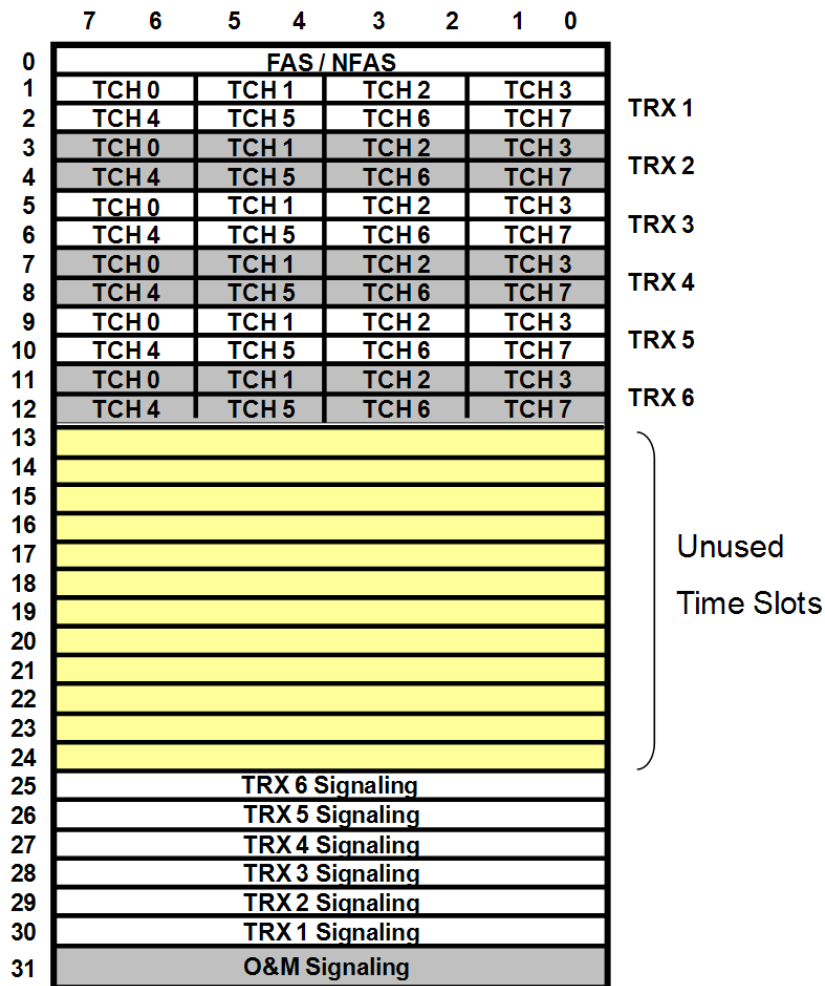 7 6 5 4 3 2 1 0
0 FAS / NFAS
1 TCH 0 TCH 1 TCH 2 TCH 3
TRX 1
2 TCH 4 TCH 5 TCH 6 TCH 7
3 TCH 0 TCH 1 TCH 2 TCH 3
TRX 2
4 TCH 4 TCH 5 TCH 6 TCH 7
5 TCH 0 TCH 1 TCH 2 TCH 3
TRX 3
6 TCH 4 TCH 5 TCH 6 TCH 7
7 TCH 0 TCH 1 TCH 2 TCH 3
TRX 4
8 TCH 4 TCH 5 TCH 6 TCH 7
9 TCH 0 TCH 1 TCH 2 TCH 3
TRX 5
10 TCH 4 TCH 5 TCH 6 TCH 7
11 TCH 0 TCH 1 TCH 2 TCH 3
TRX 6
12 TCH 4 TCH 5 TCH 6 TCH 7
13
14
15
16
17
Unused
18
19
Time Slots
20
21
22
23
24
25 TRX 6 Signaling
26 TRX 5 Signaling
27 TRX 4 Signaling
28 TRX 3 Signaling
29 TRX 2 Signaling
30 TRX 1 Signaling
31 O&M Signaling